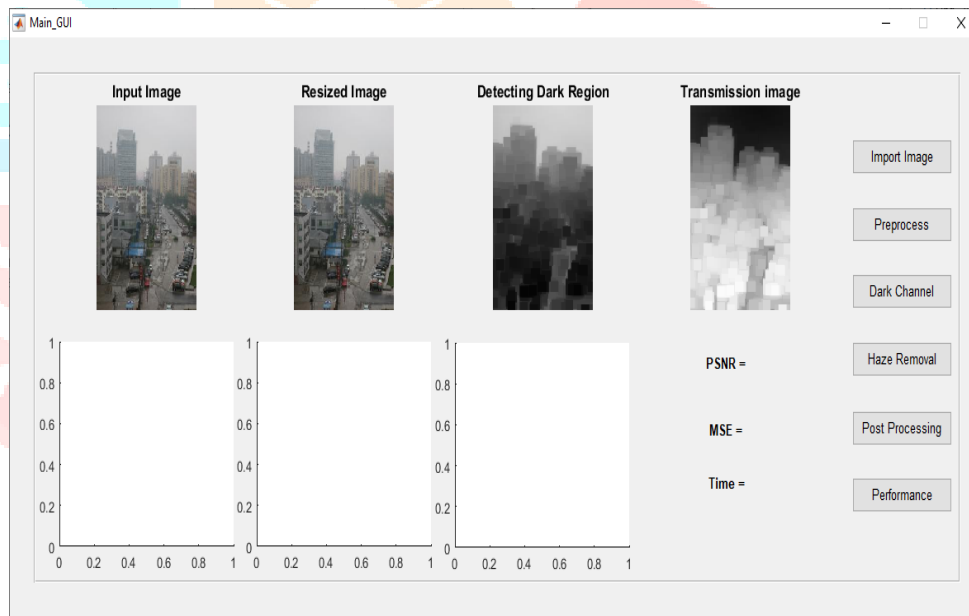 Main_GUI
Input Image
Resized Image
Detecting Dark Region
Transmission image
Import Image
Preprocess
Dark Channel
Haze Removal
Post Processing
Performance
1
0.8
0.6
0.4
0.2
0
0 0.2 0.4 0.6 0.8 1
1
0.8
0.6
0.4
0.2
0
0 0.2 0.4 0.6 0.8 1
1
0.8
0.6
0.4
0.2
0
0 0.2 0.4 0.6 0.8 1
PSNR =
MSE =
Time =